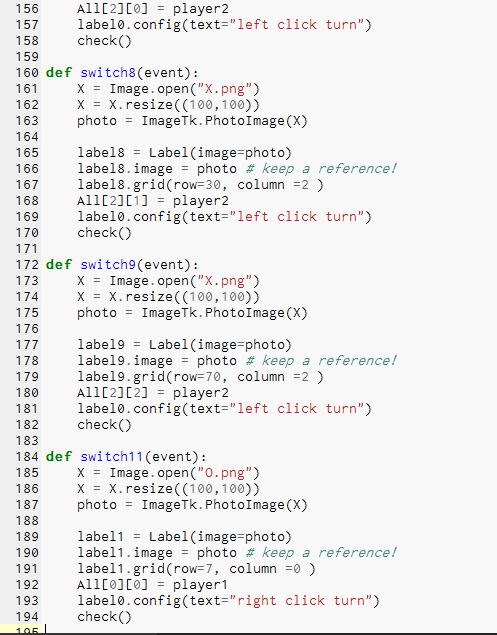 156 All[2][0] = player2
157 label0.config(text="left click turn")
158 check()
159
160 def switch8(event):
161 X = Image.open("X.png")
162 X = X.resize((100,100))
163 photo = ImageTk.PhotoImage(X)
164
165 label8 = Label(image=photo)
166 label8.image = photo # keep a reference!
167 label8.grid(row=30, column =2 )
168 All[2][1] = player2
169 label0.config(text="left click turn")
170 check()
171
172 def switch9(event):
173 X = Image.open("X.png")
174 X = X.resize((100,100))
175 photo = ImageTk.PhotoImage(X)
176
177 label9 = Label(image=photo)
178 label9.image = photo # keep a reference!
179 label9.grid(row=70, column =2 )
180 All[2][2] = player2
181 label0.config(text="left click turn")
182 check()
183
184 def switch11(event):
185 X = Image.open("O.png")
186 X = X.resize((100,100))
187 photo = ImageTk.PhotoImage(X)
188
189 label1 = Label(image=photo)
190 label1.image = photo # keep a reference!
191 label1.grid(row=7, column =0 )
192 All[0][0] = player1
193 label0.config(text="right click turn")
194 check()
195